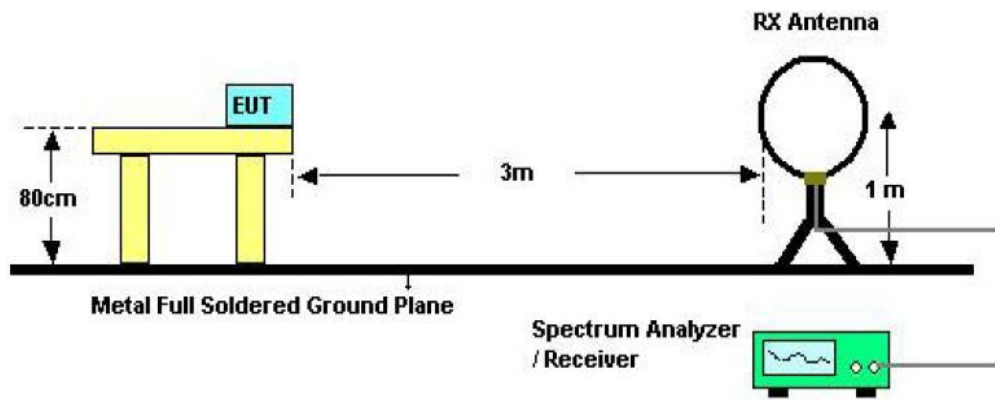 RX Antenna
EUT
3m
80cm
1 m
Metal Full Soldered Ground Plane
Spectrum Analyzer
/ Receiver